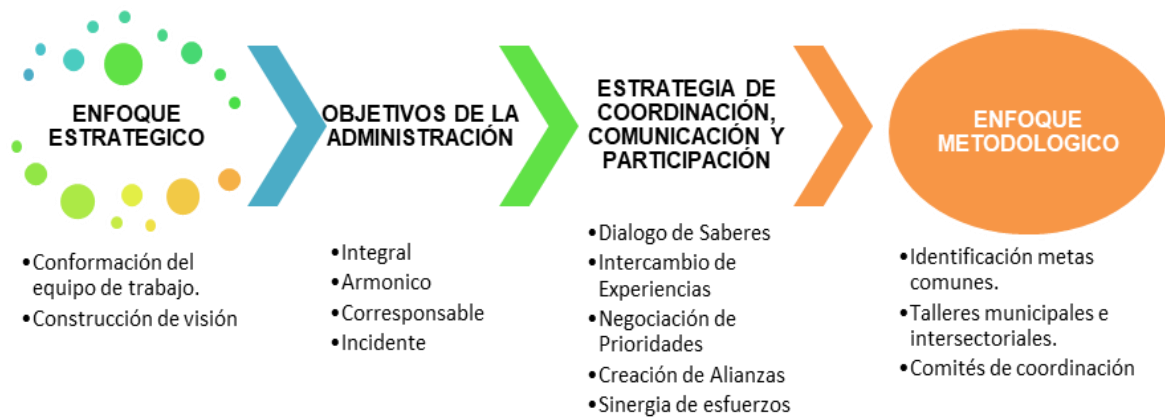 ENFOQUE
ESTRATEGICO
•Conformación del
equipo de trabajo.
•Construcción de visión
OBJETIVOS DE LA
ADMINISTRACIÓN
•Integral
•Armonico
•Corresponsable
•Incidente
ESTRATEGIA DE
COORDINACIÓN,
COMUNICACIÓN Y
PARTICIPACIÓN
•Dialogo de Saberes
•Intercambio de
Experiencias
•Negociación de
Prioridades
•Creación de Alianzas
•Sinergia de esfuerzos
ENFOQUE
METODOLOGICO
•Identificación metas
comunes.
•Talleres municipales e
intersectoriales.
•Comités de coordinación